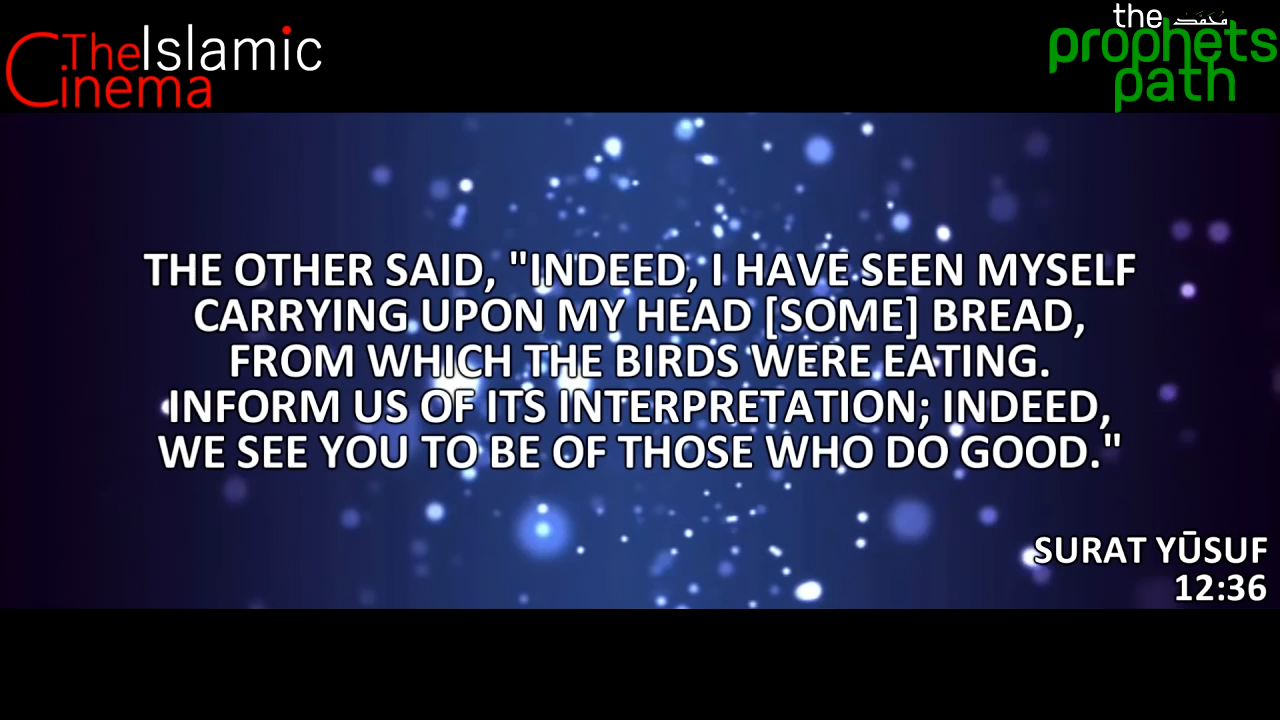 TheIslamic
Cinema
the محمد
prophets
path
THE OTHER SAID, "INDEED, I HAVE SEEN MYSELF
CARRYING UPON MY HEAD [SOME] BREAD,
FROM WHICH THE BIRDS WERE EATING.
INFORM US OF ITS INTERPRETATION; INDEED,
WE SEE YOU TO BE OF THOSE WHO DO GOOD."
SURAT YŪSUF
12:36